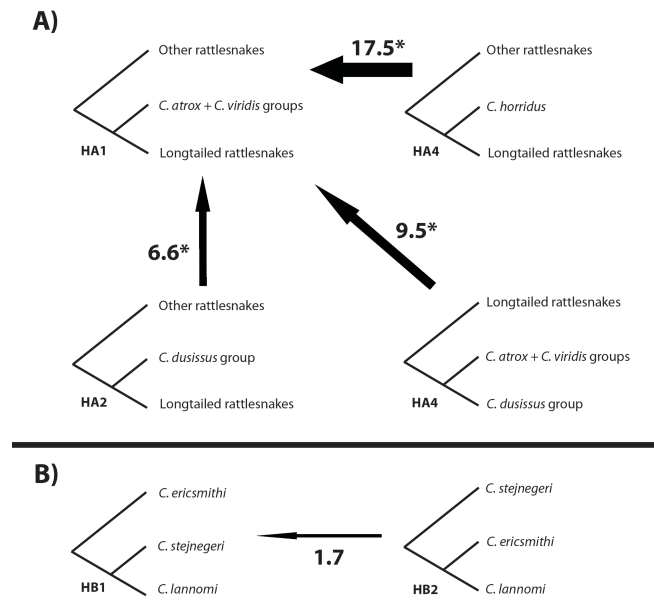 A)
Other rattlesnakes
C. atrox + C. viridis groups
Longtailed rattlesnakes
HA1
17.5*
Other rattlesnakes
C. horridus
Longtailed rattlesnakes
HA4
6.6*
9.5*
Other rattlesnakes
C. dusissus group
Longtailed rattlesnakes
HA2
Longtailed rattlesnakes
C. atrox + C. viridis groups
C. dusissus group
HA4
B)
C. ericsmithi
C. stejnegeri
C. lannomi
HB1
1.7
C. stejnegeri
C. ericsmithi
C. lannomi
HB2